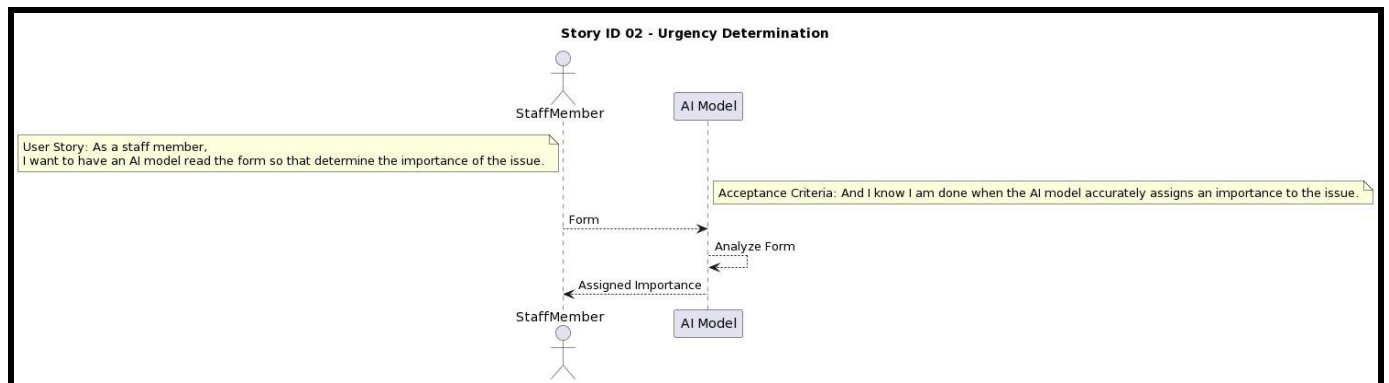 Story ID 02 - Urgency Determination
StaffMember
AI Model
User Story: As a staff member,
I want to have an AI model read the form so that determine the importance of the issue.
Acceptance Criteria: And I know I am done when the AI model accurately assigns an importance to the issue.
Form
Analyze Form
Assigned Importance
StaffMember
AI Model